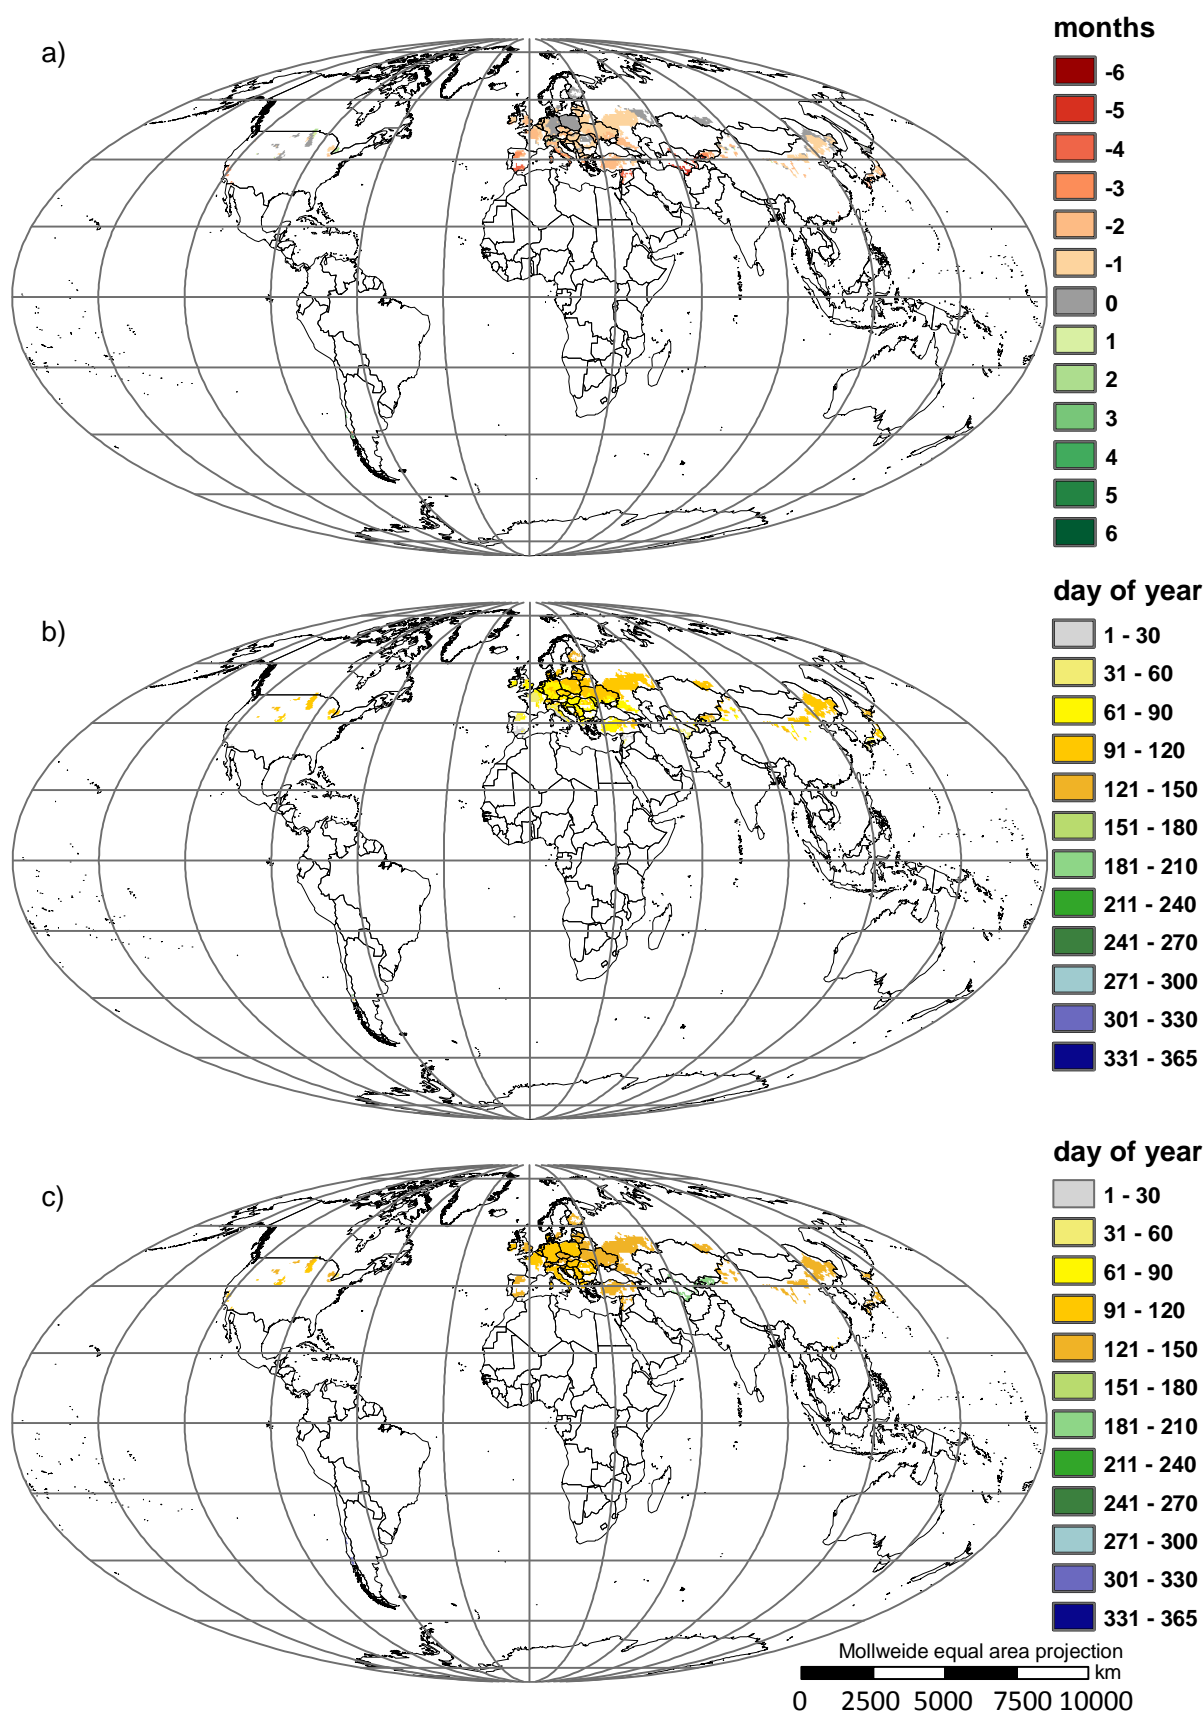 a)
months
-6
-5
-4
-3
-2
-1
0
1
2
3
4
5
6
b)
day of year
1 - 30
31 - 60
61 - 90
91 - 120
121 - 150
151 - 180
181 - 210
211 - 240
241 - 270
271 - 300
301 - 330
331 - 365
c)
day of year
1 - 30
31 - 60
61 - 90
91 - 120
121 - 150
151 - 180
181 - 210
211 - 240
241 - 270
271 - 300
301 - 330
331 - 365
Mollweide equal area projection
km
0 2500 5000 7500 10000